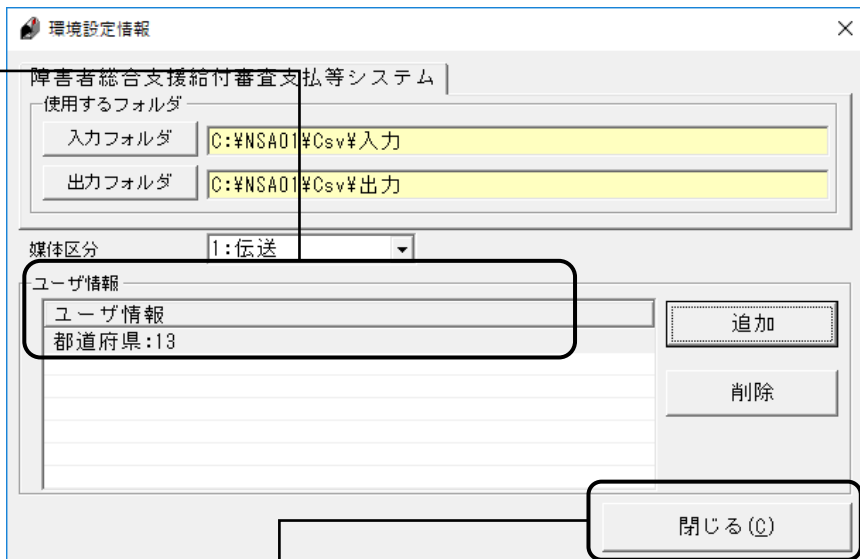 環境設定情報
障害者総合支援給付審査支払等システム
使用するフォルダ
入力フォルダ C:¥NSA01¥Csv¥入力
出力フォルダ C:¥NSA01¥Csv¥出力
媒体区分 1:伝送
ユーザ情報
ユーザ情報
都道府県:13
追加
削除
閉じる(C)